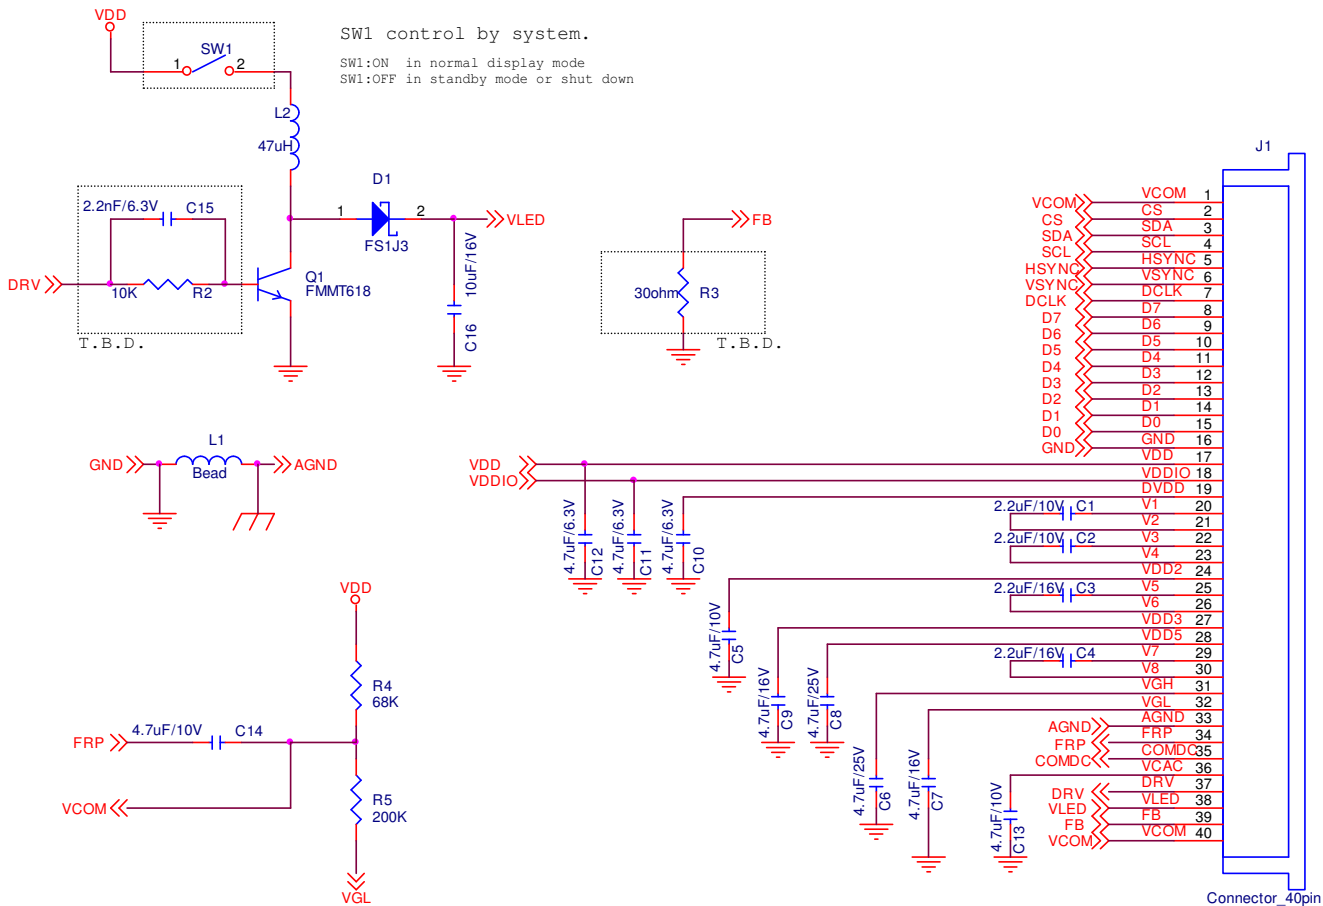 VDD
SW1
1 2
SW1 control by system.
SW1:ON in normal display mode
SW1:OFF in standby mode or shut down
L2
47uH
D1
1 2
FS1J3
VLED
10uF/16V
C16
2.2nF/6.3V C15
DRV
10K R2
T.B.D.
Q1
FMMT618
FB
30ohm R3
T.B.D.
L1
GND AGND
Bead
VDD
R4
68K
4.7uF/10V C14
FRP
VCOM
R5
200K
VGL
VDD
VDDIO
4.7uF/6.3V C12
4.7uF/6.3V C11
4.7uF/6.3V C10
4.7uF/10V C5
4.7uF/16V C9
4.7uF/25V C8
4.7uF/25V C6
4.7uF/16V C7
4.7uF/10V C13
2.2uF/10V C1
2.2uF/10V C2
2.2uF/16V C3
2.2uF/16V C4
J1
VCOM VCOM 1
CS CS 2
SDA SDA 3
SCL SCL 4
HSYNC HSYNC 5
VSYNC VSYNC 6
DCLK DCLK 7
D7 D7 8
D6 D6 9
D5 D5 10
D4 D4 11
D3 D3 12
D2 D2 13
D1 D1 14
D0 D0 15
GND GND 16
VDD 17
VDDIO 18
DVDD 19
V1 20
V2 21
V3 22
V4 23
VDD2 24
V5 25
V6 26
VDD3 27
VDD5 28
V7 29
V8 30
VGH 31
VGL 32
AGND AGND 33
FRP FRP 34
COMDC COMDC 35
VCAC 36
DRV DRV 37
VLED VLED 38
FB FB 39
VCOM VCOM 40
Connector_40pin